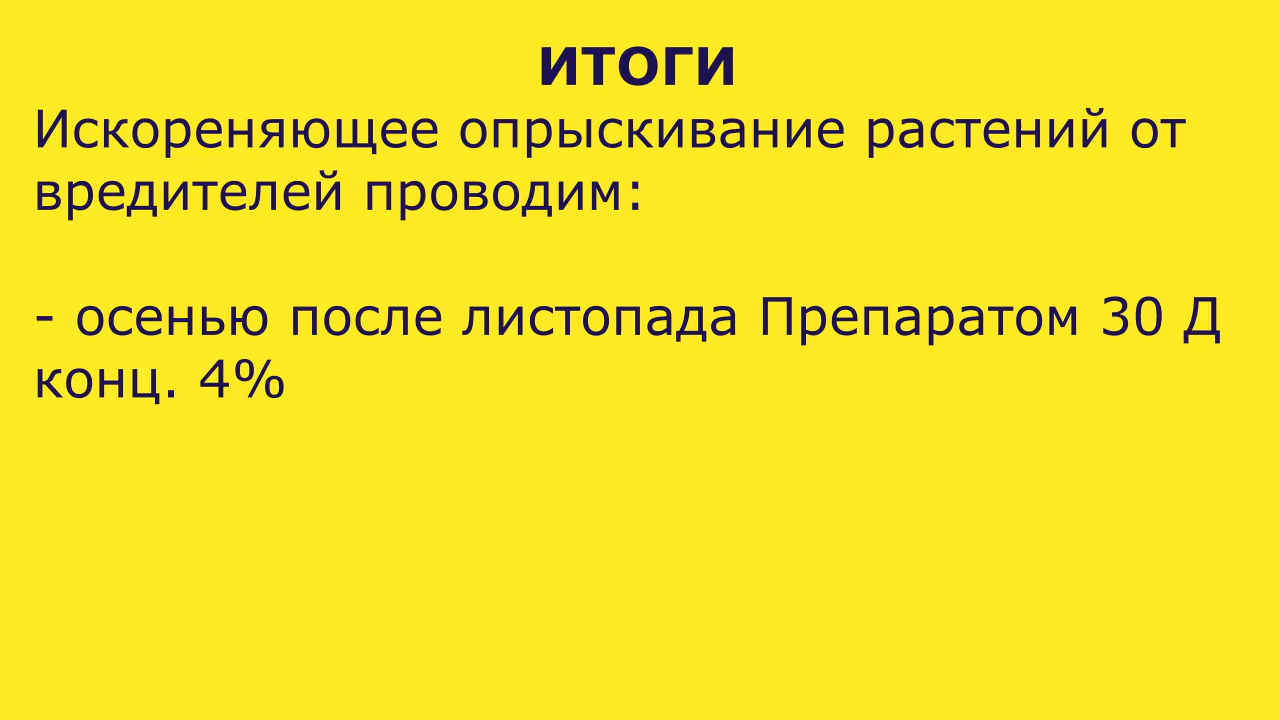 ИТОГИ
Искореняющее опрыскивание растений от
вредителей проводим:
- осенью после листопада Препаратом 30 Д
конц. 4%